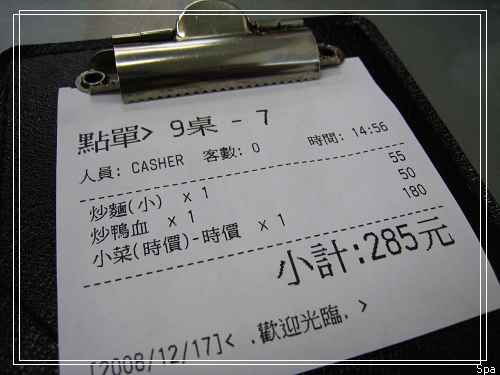 點單> 9桌 - 7
人員: CASHER 客數: 0 時間: 14:56
炒麵(小) x 1 55
炒鴨血 x 1 50
小菜(時價)-時價 x 1 180
小計:285元
[2008/12/17]< .歡迎光臨. >
Spa